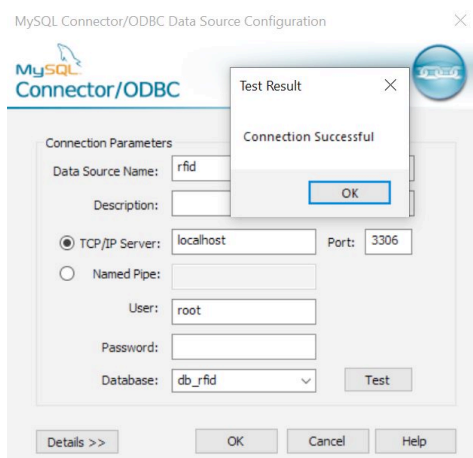 MySQL Connector/ODBC Data Source Configuration
MySQL
Connector/ODBC
Test Result
Connection Successful
OK
Connection Parameters
Data Source Name: rfid
Description:
TCP/IP Server: localhost Port: 3306
Named Pipe:
User: root
Password:
Database: db_rfid Test
Details >> OK Cancel Help